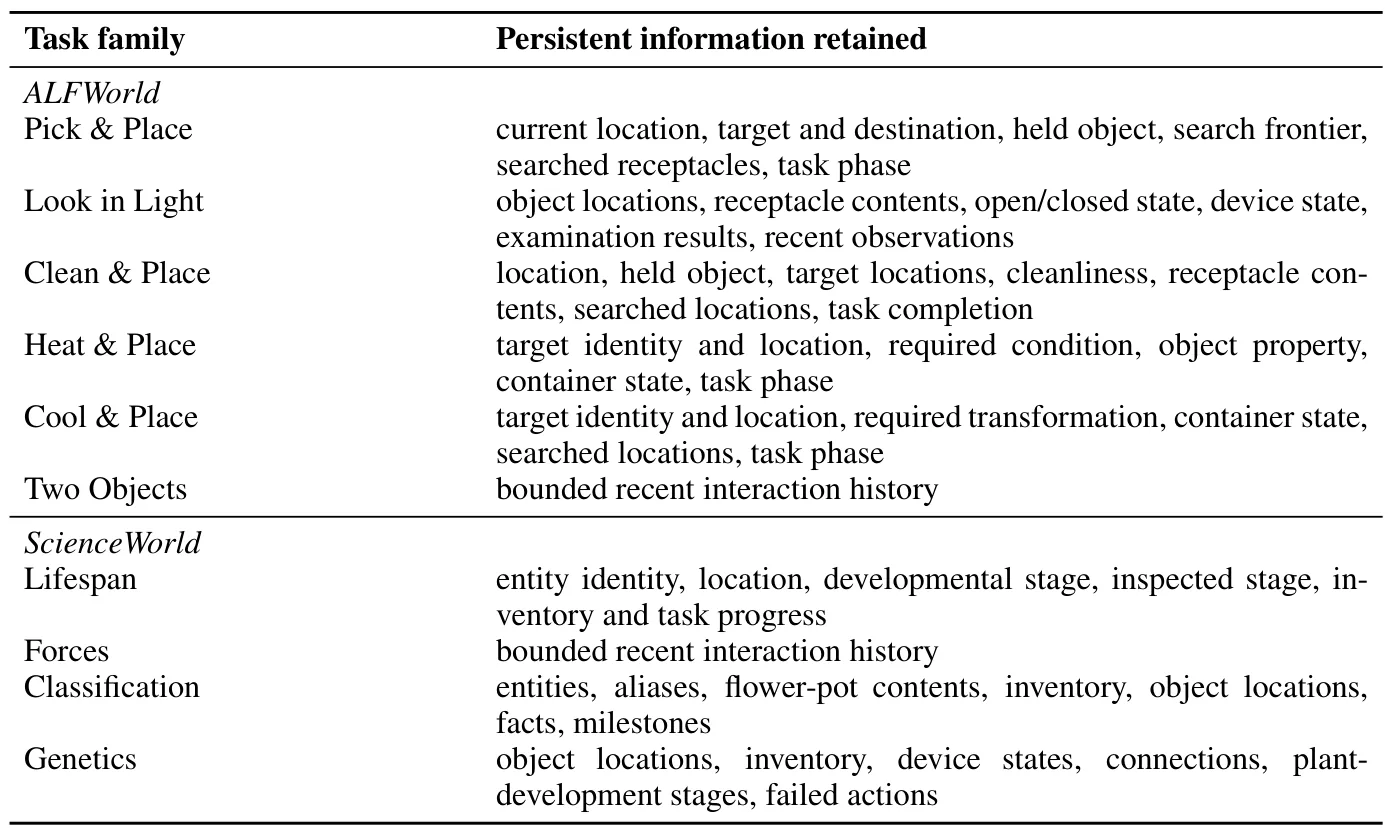 Task family Persistent information retained
ALFWorld
Pick & Place current location, target and destination, held object, search frontier,
searched receptacles, task phase
Look in Light object locations, receptacle contents, open/closed state, device state,
examination results, recent observations
Clean & Place location, held object, target locations, cleanliness, receptacle con-
tents, searched locations, task completion
Heat & Place target identity and location, required condition, object property,
container state, task phase
Cool & Place target identity and location, required transformation, container state,
searched locations, task phase
Two Objects bounded recent interaction history
ScienceWorld
Lifespan entity identity, location, developmental stage, inspected stage, in-
ventory and task progress
Forces bounded recent interaction history
Classification entities, aliases, flower-pot contents, inventory, object locations,
facts, milestones
Genetics object locations, inventory, device states, connections, plant-
development stages, failed actions